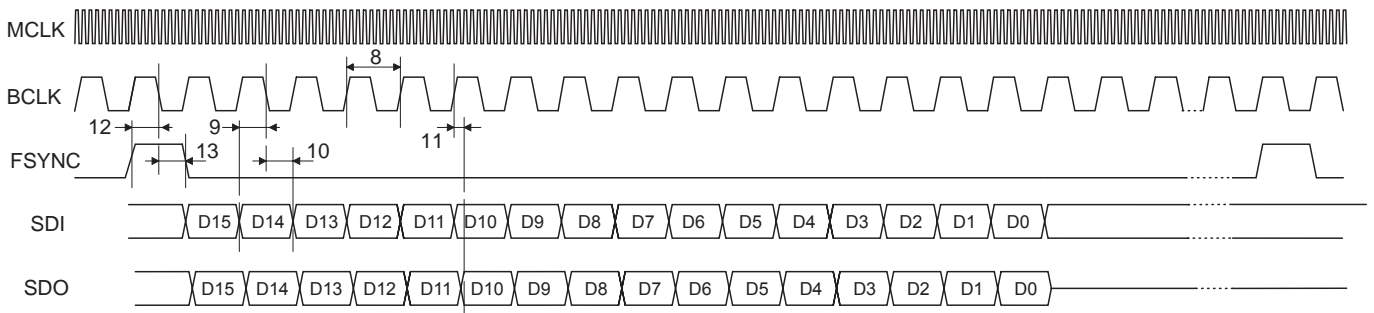 MCLK
8
BCLK
12 9 11
FSYNC 13 10
SDI D15 D14 D13 D12 D11 D10 D9 D8 D7 D6 D5 D4 D3 D2 D1 D0
SDO D15 D14 D13 D12 D11 D10 D9 D8 D7 D6 D5 D4 D3 D2 D1 D0